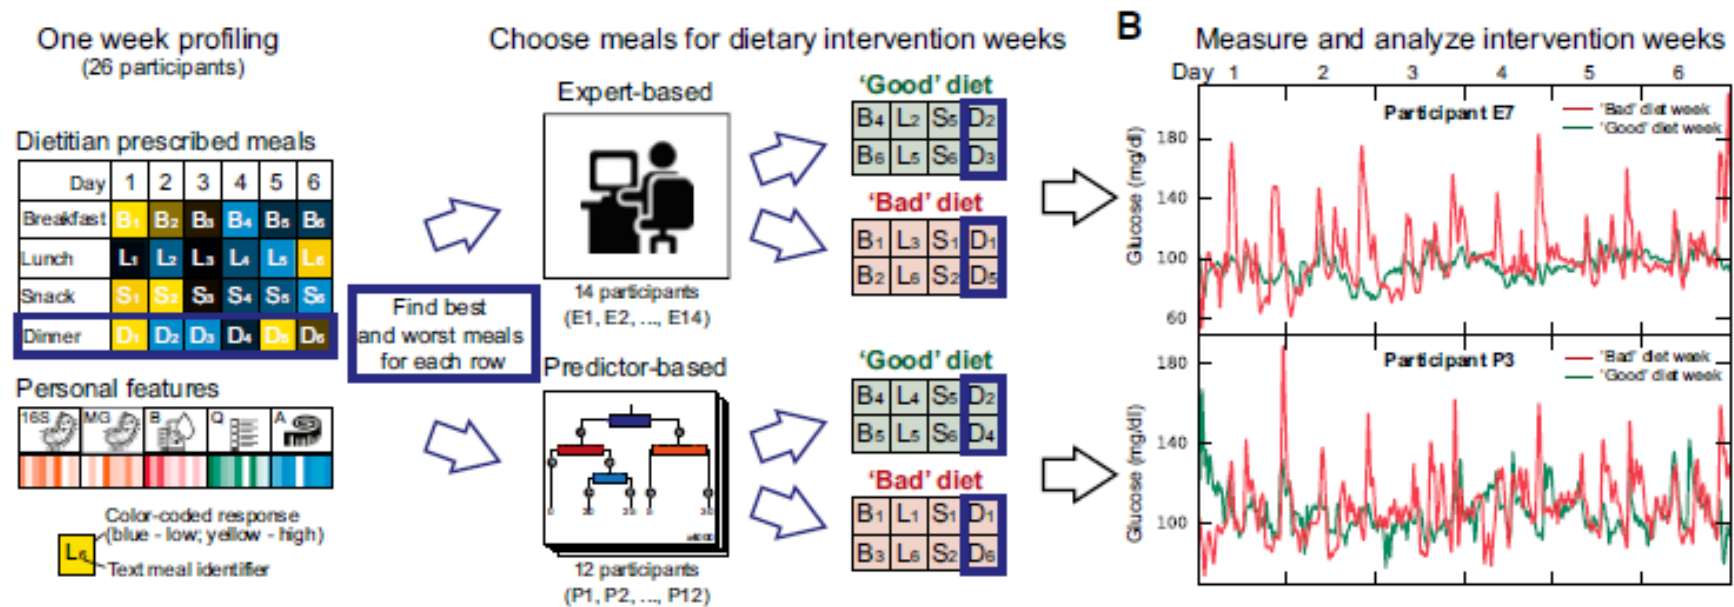 One week profiling
(26 participants)
Dietitian prescribed meals
Day 1 2 3 4 5 6
Breakfast B1 B2 B3 B4 B5 B6
Lunch L1 L2 L3 L4 L5 L6
Snack S1 S2 S3 S4 S5 S6
Dinner D1 D2 D3 D4 D5 D6
Personal features
16S MG B Q A
Color-coded response
(blue - low; yellow - high)
L6
Text meal identifier
Find best
and worst meals
for each row
Choose meals for dietary intervention weeks
Expert-based
14 participants
(E1, E2, ..., E14)
'Good' diet
B4 L2 S5 D2
B6 L5 S6 D3
'Bad' diet
B1 L3 S1 D1
B2 L6 S2 D5
Predictor-based
12 participants
(P1, P2, ..., P12)
'Good' diet
B4 L4 S5 D2
B5 L5 S6 D4
'Bad' diet
B1 L1 S1 D1
B3 L6 S2 D6
B
Measure and analyze intervention weeks
Day 1 2 3 4 5 6
Participant E7
'Bad' diet week
'Good' diet week
Glucose (mg/dl)
180
140
100
60
Participant P3
'Bad' diet week
'Good' diet week
Glucose (mg/dl)
180
140
100